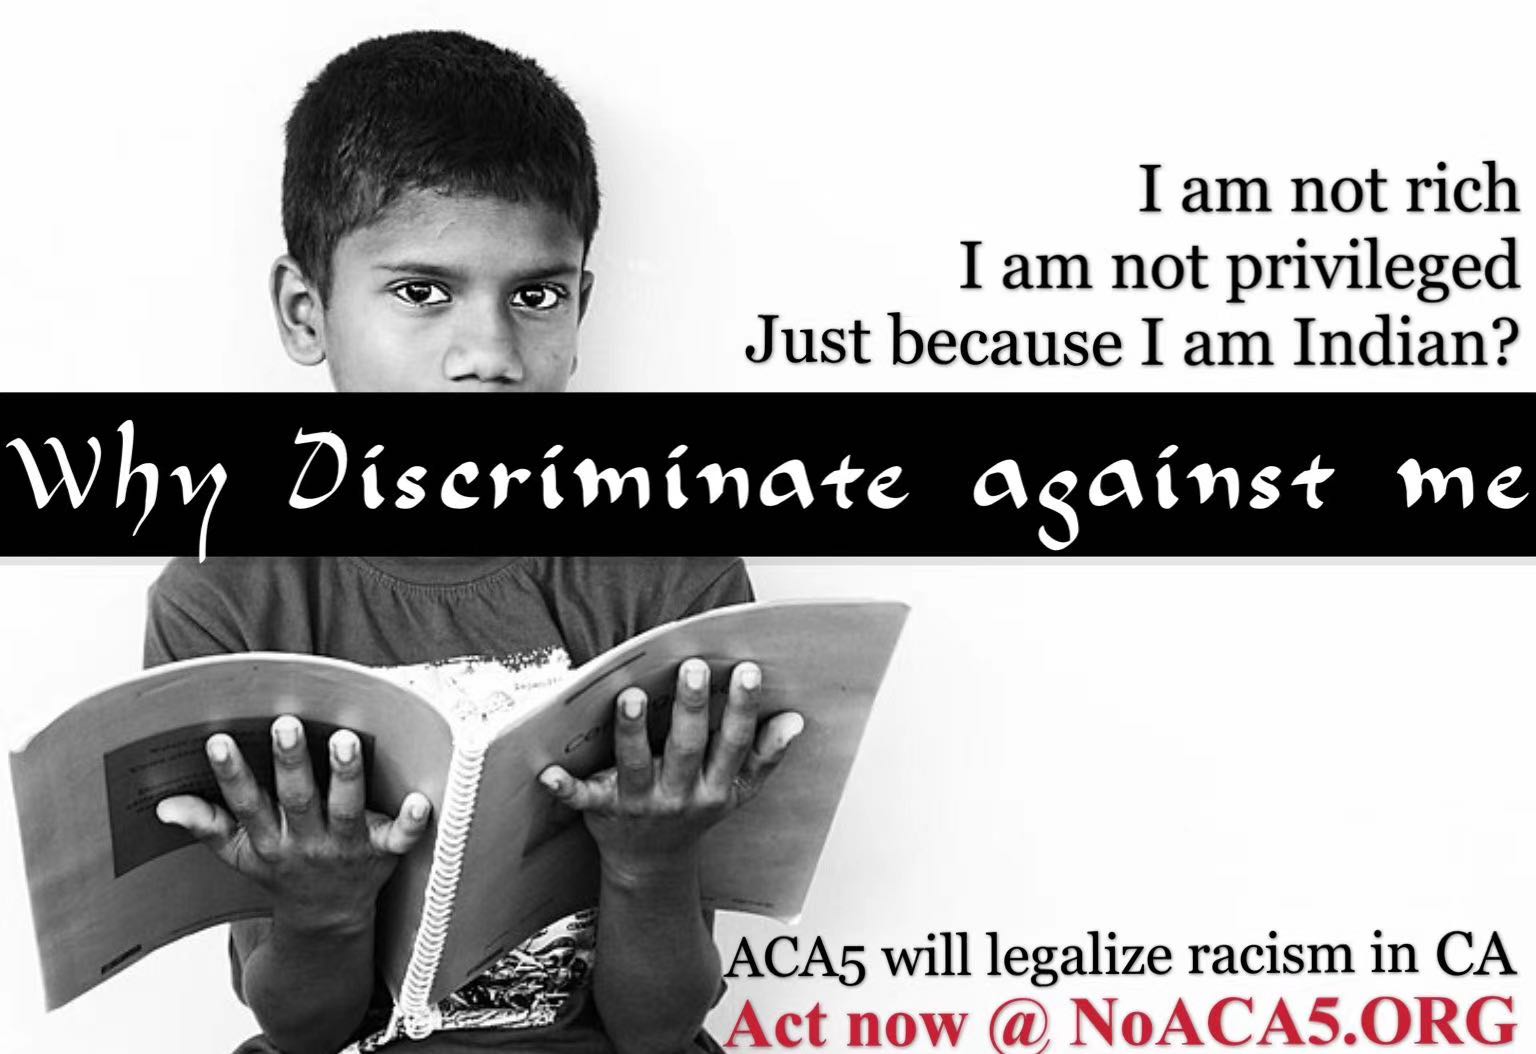 I am not rich
I am not privileged
Just because I am Indian?
Why Discriminate against me
ACA5 will legalize racism in CA
Act now @ NoACA5.ORG